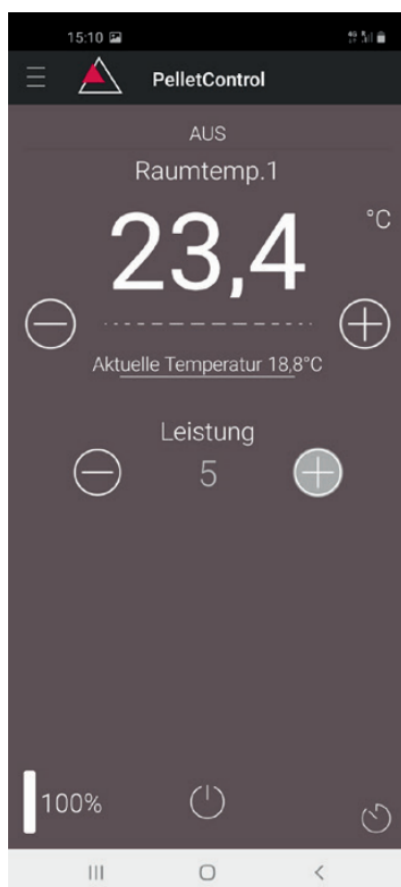 15:10
PelletControl
AUS
Raumtemp.1
23,4 °C
Aktuelle Temperatur 18,8°C
Leistung
5
100%